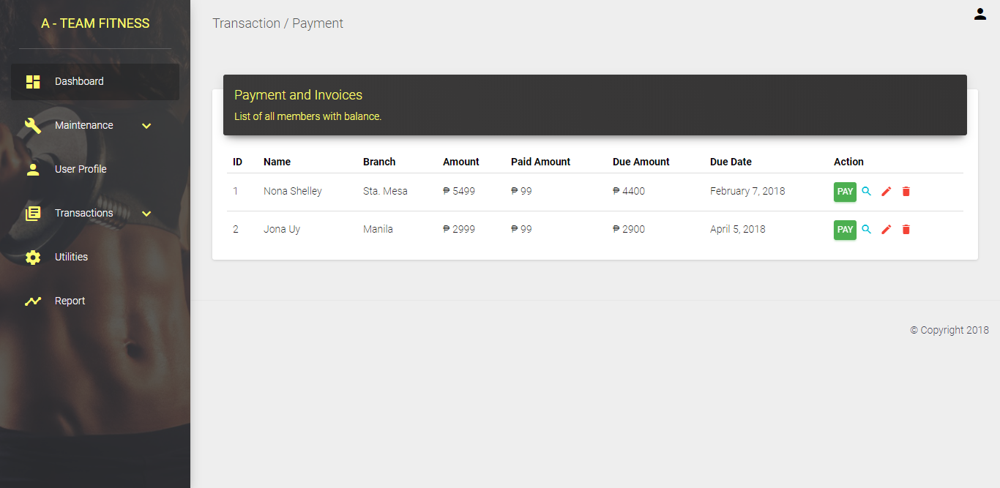 A - TEAM FITNESS
Dashboard
Maintenance
User Profile
Transactions
Utilities
Report
Transaction / Payment
Payment and Invoices
List of all members with balance.
ID Name Branch Amount Paid Amount Due Amount Due Date Action
1 Nona Shelley Sta. Mesa ₱ 5499 ₱ 99 ₱ 4400 February 7, 2018 PAY
2 Jona Uy Manila ₱ 2999 ₱ 99 ₱ 2900 April 5, 2018 PAY
© Copyright 2018